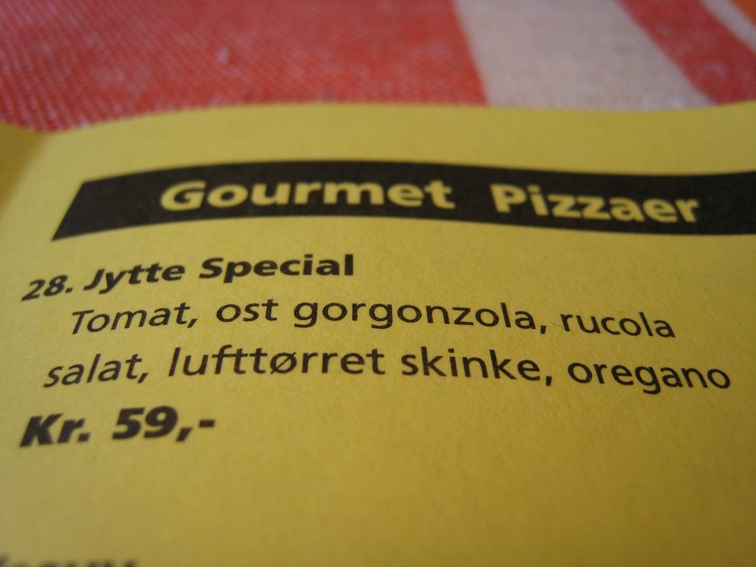 Gourmet Pizzaer
28. Jytte Special
Tomat, ost gorgonzola, rucola
salat, lufttørret skinke, oregano
Kr. 59,-